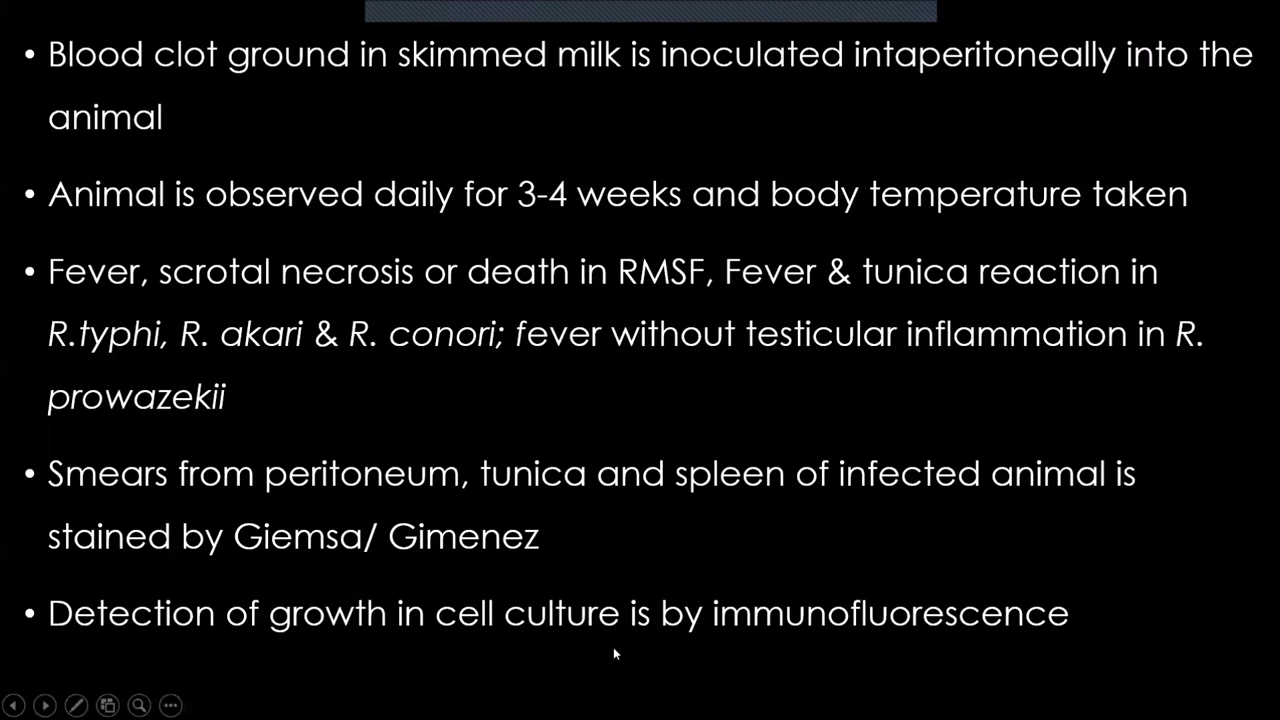 • Blood clot ground in skimmed milk is inoculated intaperitoneally into the
animal
• Animal is observed daily for 3-4 weeks and body temperature taken
• Fever, scrotal necrosis or death in RMSF, Fever & tunica reaction in
R.typhi, R. akari & R. conori; fever without testicular inflammation in R.
prowazekii
• Smears from peritoneum, tunica and spleen of infected animal is
stained by Giemsa/ Gimenez
• Detection of growth in cell culture is by immunofluorescence